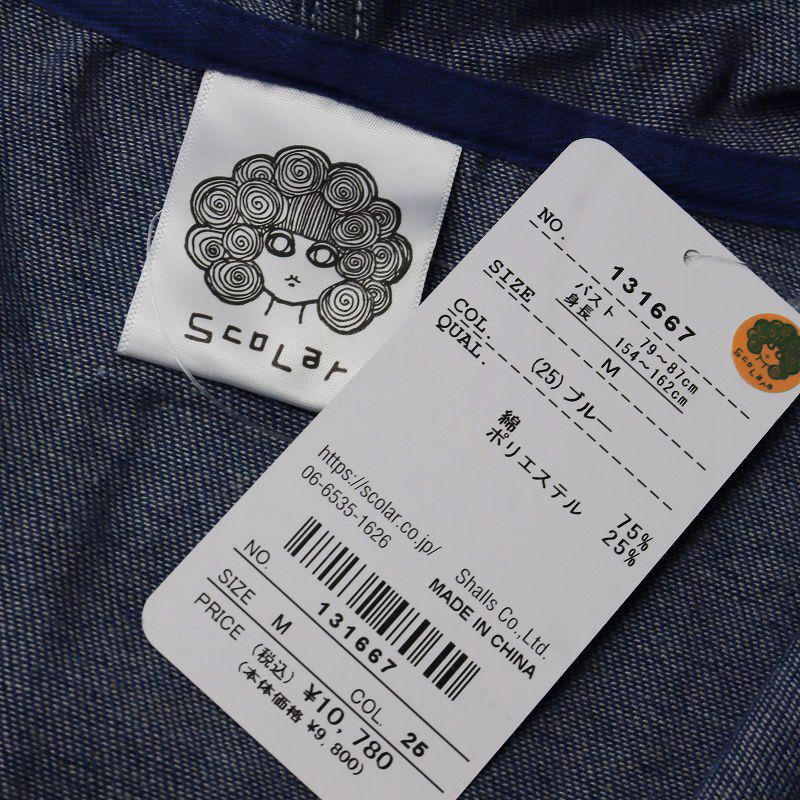 ScoLar
NO. 131667
SIZE バスト 79～87cm M
身長 154～162cm
COL. (25) ブルー
QUAL. 綿 75%
ポリエステル 25%
ScoLar®
https://scolar.co.jp/
06-6535-1626
Shalls Co.,Ltd.
MADE IN CHINA
NO. 131667
SIZE M COL. 25
PRICE (税込) ¥10,780
(本体価格 ¥9,800)